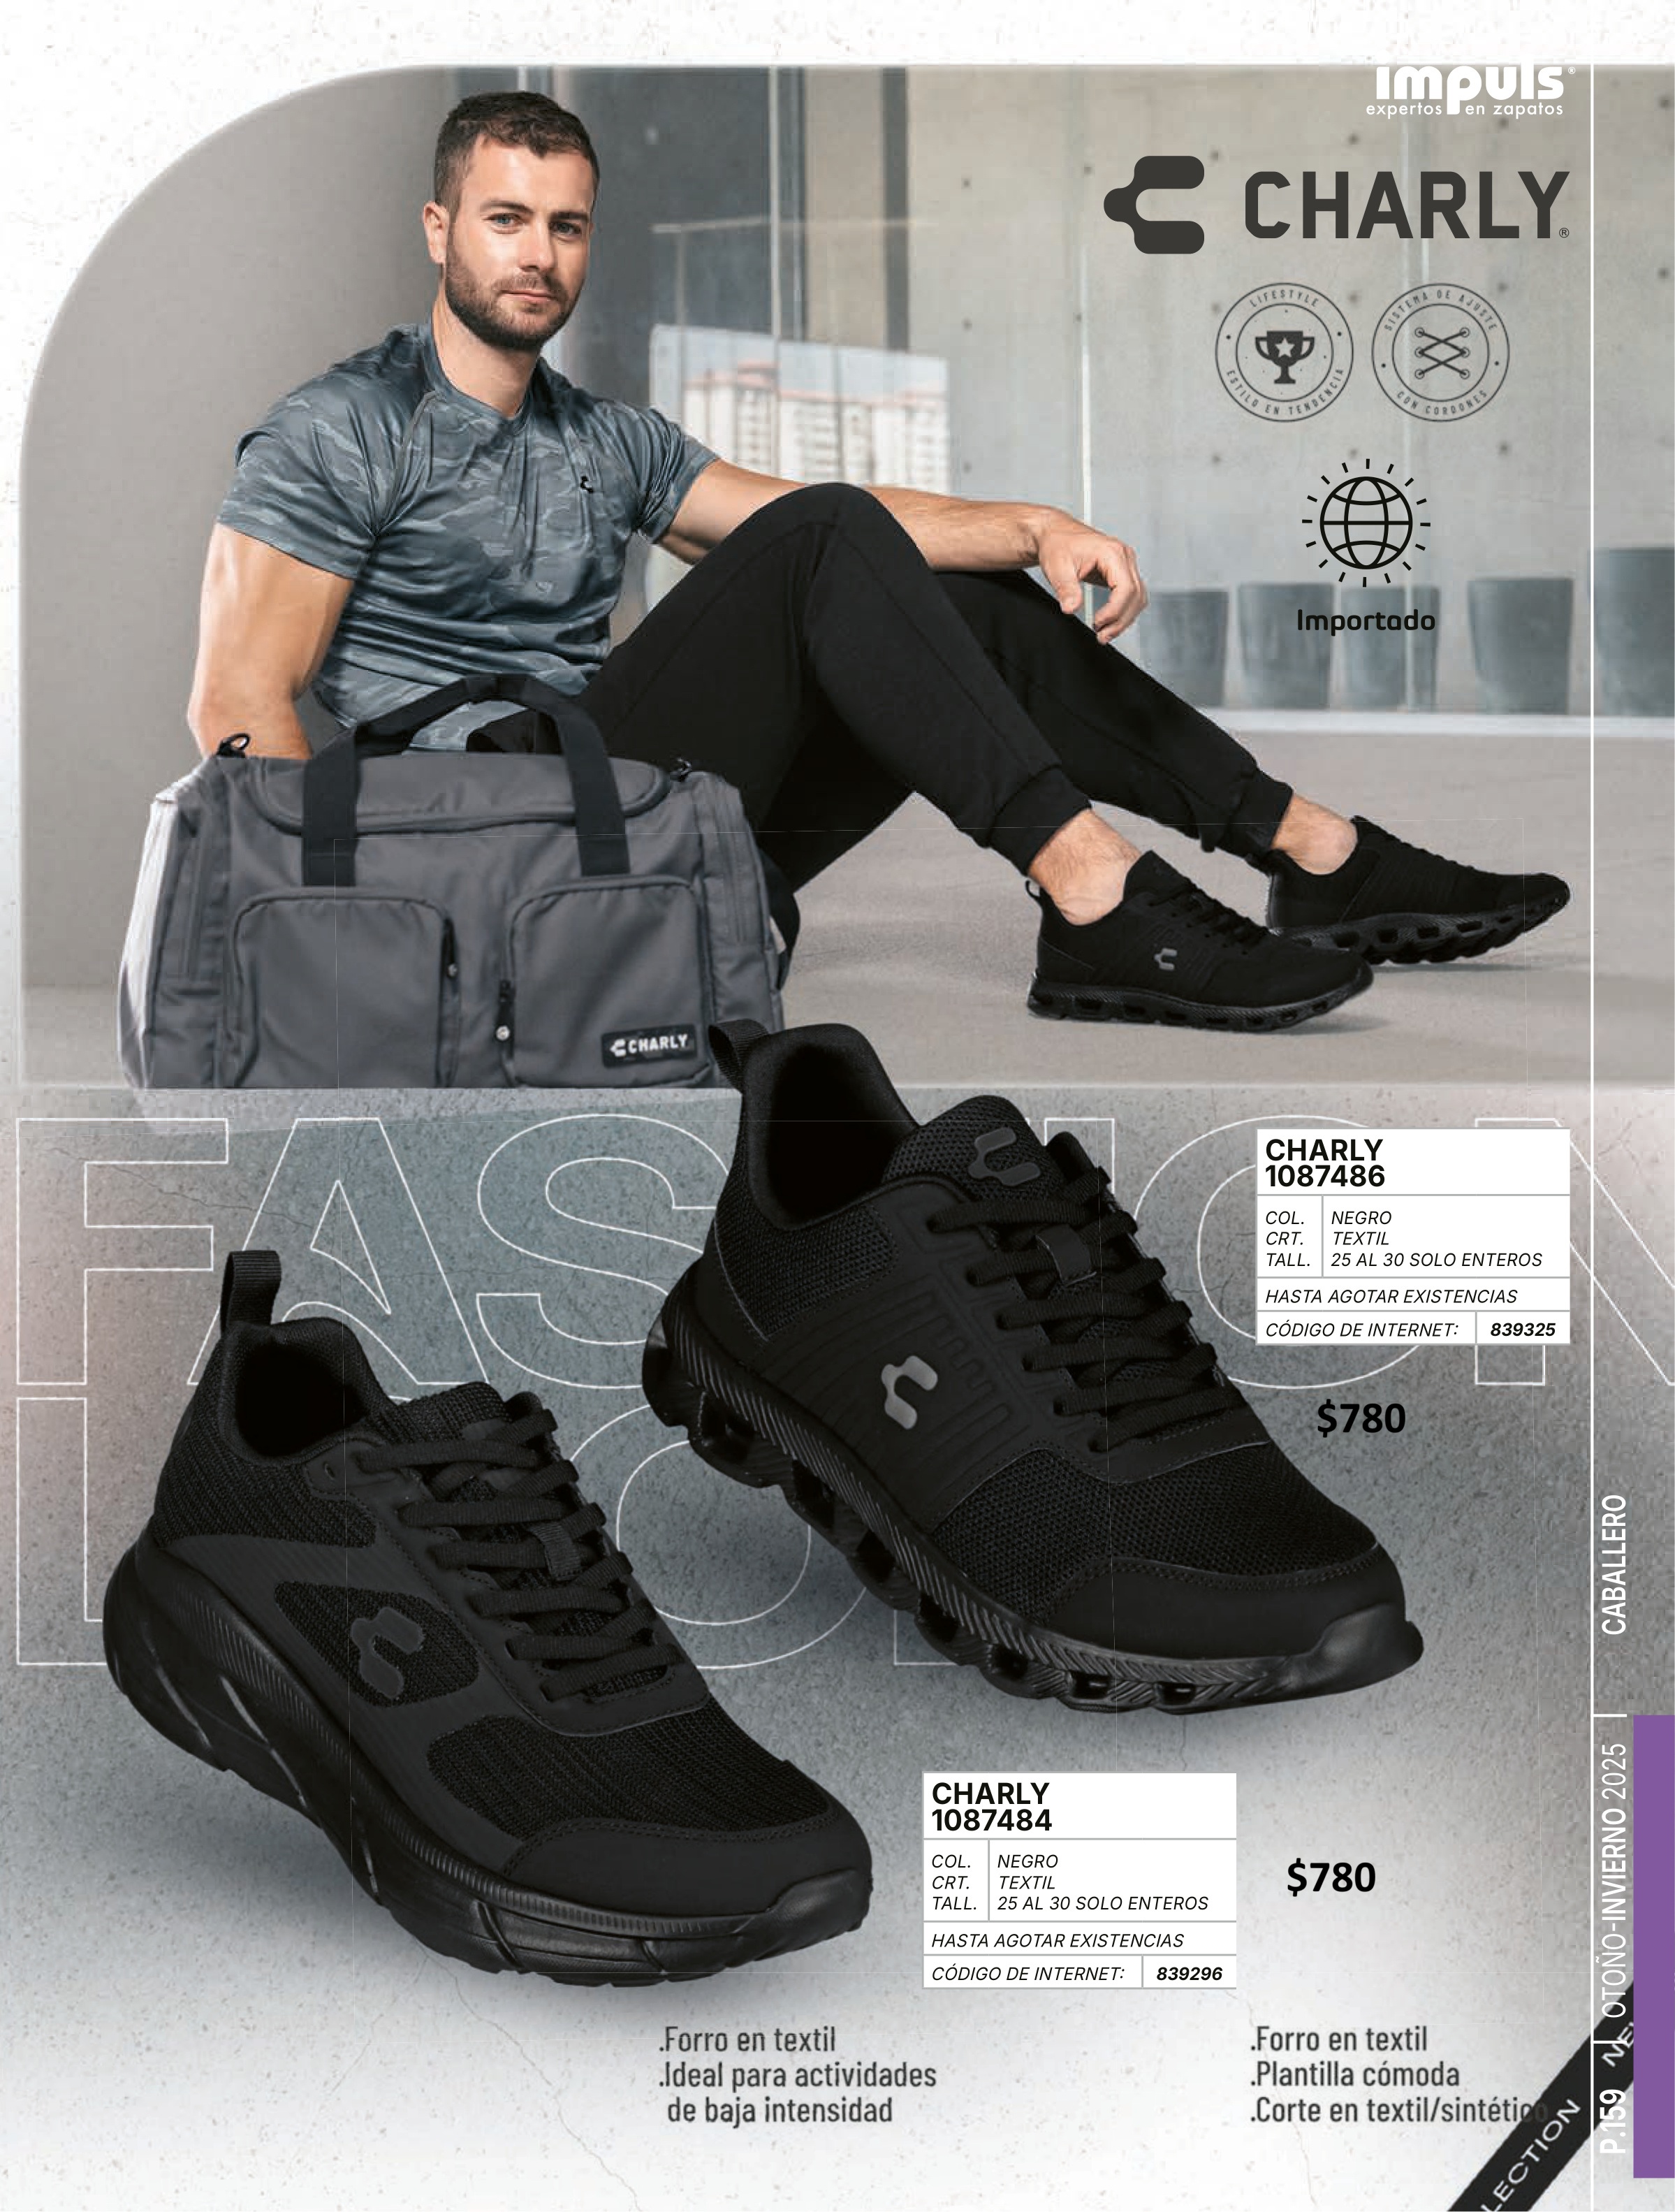 impuls®
expertos en zapatos
CHARLY®
LIFESTYLE
ESTILO EN TENDENCIA
SISTEMA DE AJUSTE
CON CORDONES
Importado
CHARLY
FASHION
CHARLY
1087486
COL. NEGRO
CRT. TEXTIL
TALL. 25 AL 30 SOLO ENTEROS
HASTA AGOTAR EXISTENCIAS
CÓDIGO DE INTERNET: 839325
$780
CHARLY
1087484
COL. NEGRO
CRT. TEXTIL
TALL. 25 AL 30 SOLO ENTEROS
HASTA AGOTAR EXISTENCIAS
CÓDIGO DE INTERNET: 839296
$780
.Forro en textil
.Ideal para actividades
de baja intensidad
.Forro en textil
.Plantilla cómoda
.Corte en textil/sintético
P.159 | OTOÑO-INVIERNO 2025 | CABALLERO